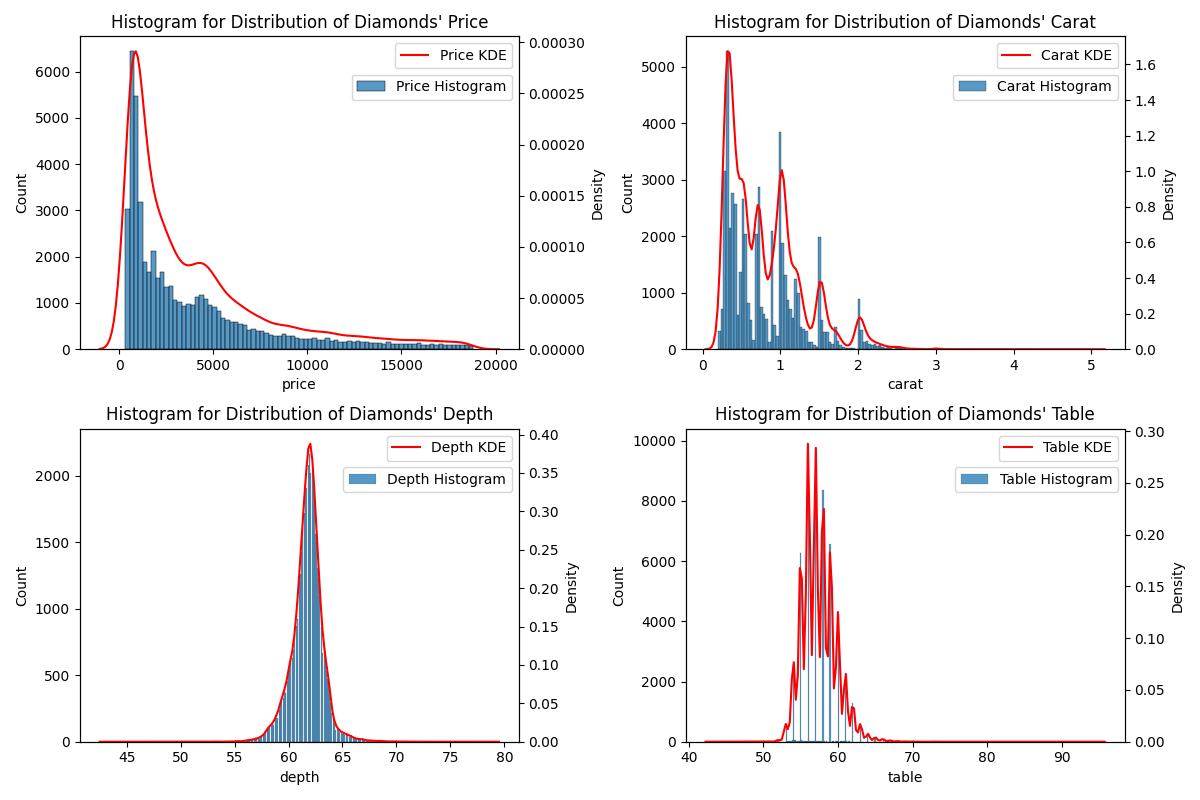 Histogram for Distribution of Diamonds' Price
Price KDE
Price Histogram
6000
5000
4000
3000
2000
1000
0
Count
0.00030
0.00025
0.00020
0.00015
0.00010
0.00005
0.00000
Density
0 5000 10000 15000 20000
price
Histogram for Distribution of Diamonds' Carat
Carat KDE
Carat Histogram
5000
4000
3000
2000
1000
0
Count
1.6
1.4
1.2
1.0
0.8
0.6
0.4
0.2
0.0
Density
0 1 2 3 4 5
carat
Histogram for Distribution of Diamonds' Depth
Depth KDE
Depth Histogram
2000
1500
1000
500
0
Count
0.40
0.35
0.30
0.25
0.20
0.15
0.10
0.05
0.00
Density
45 50 55 60 65 70 75 80
depth
Histogram for Distribution of Diamonds' Table
Table KDE
Table Histogram
10000
8000
6000
4000
2000
0
Count
0.30
0.25
0.20
0.15
0.10
0.05
0.00
Density
40 50 60 70 80 90
table